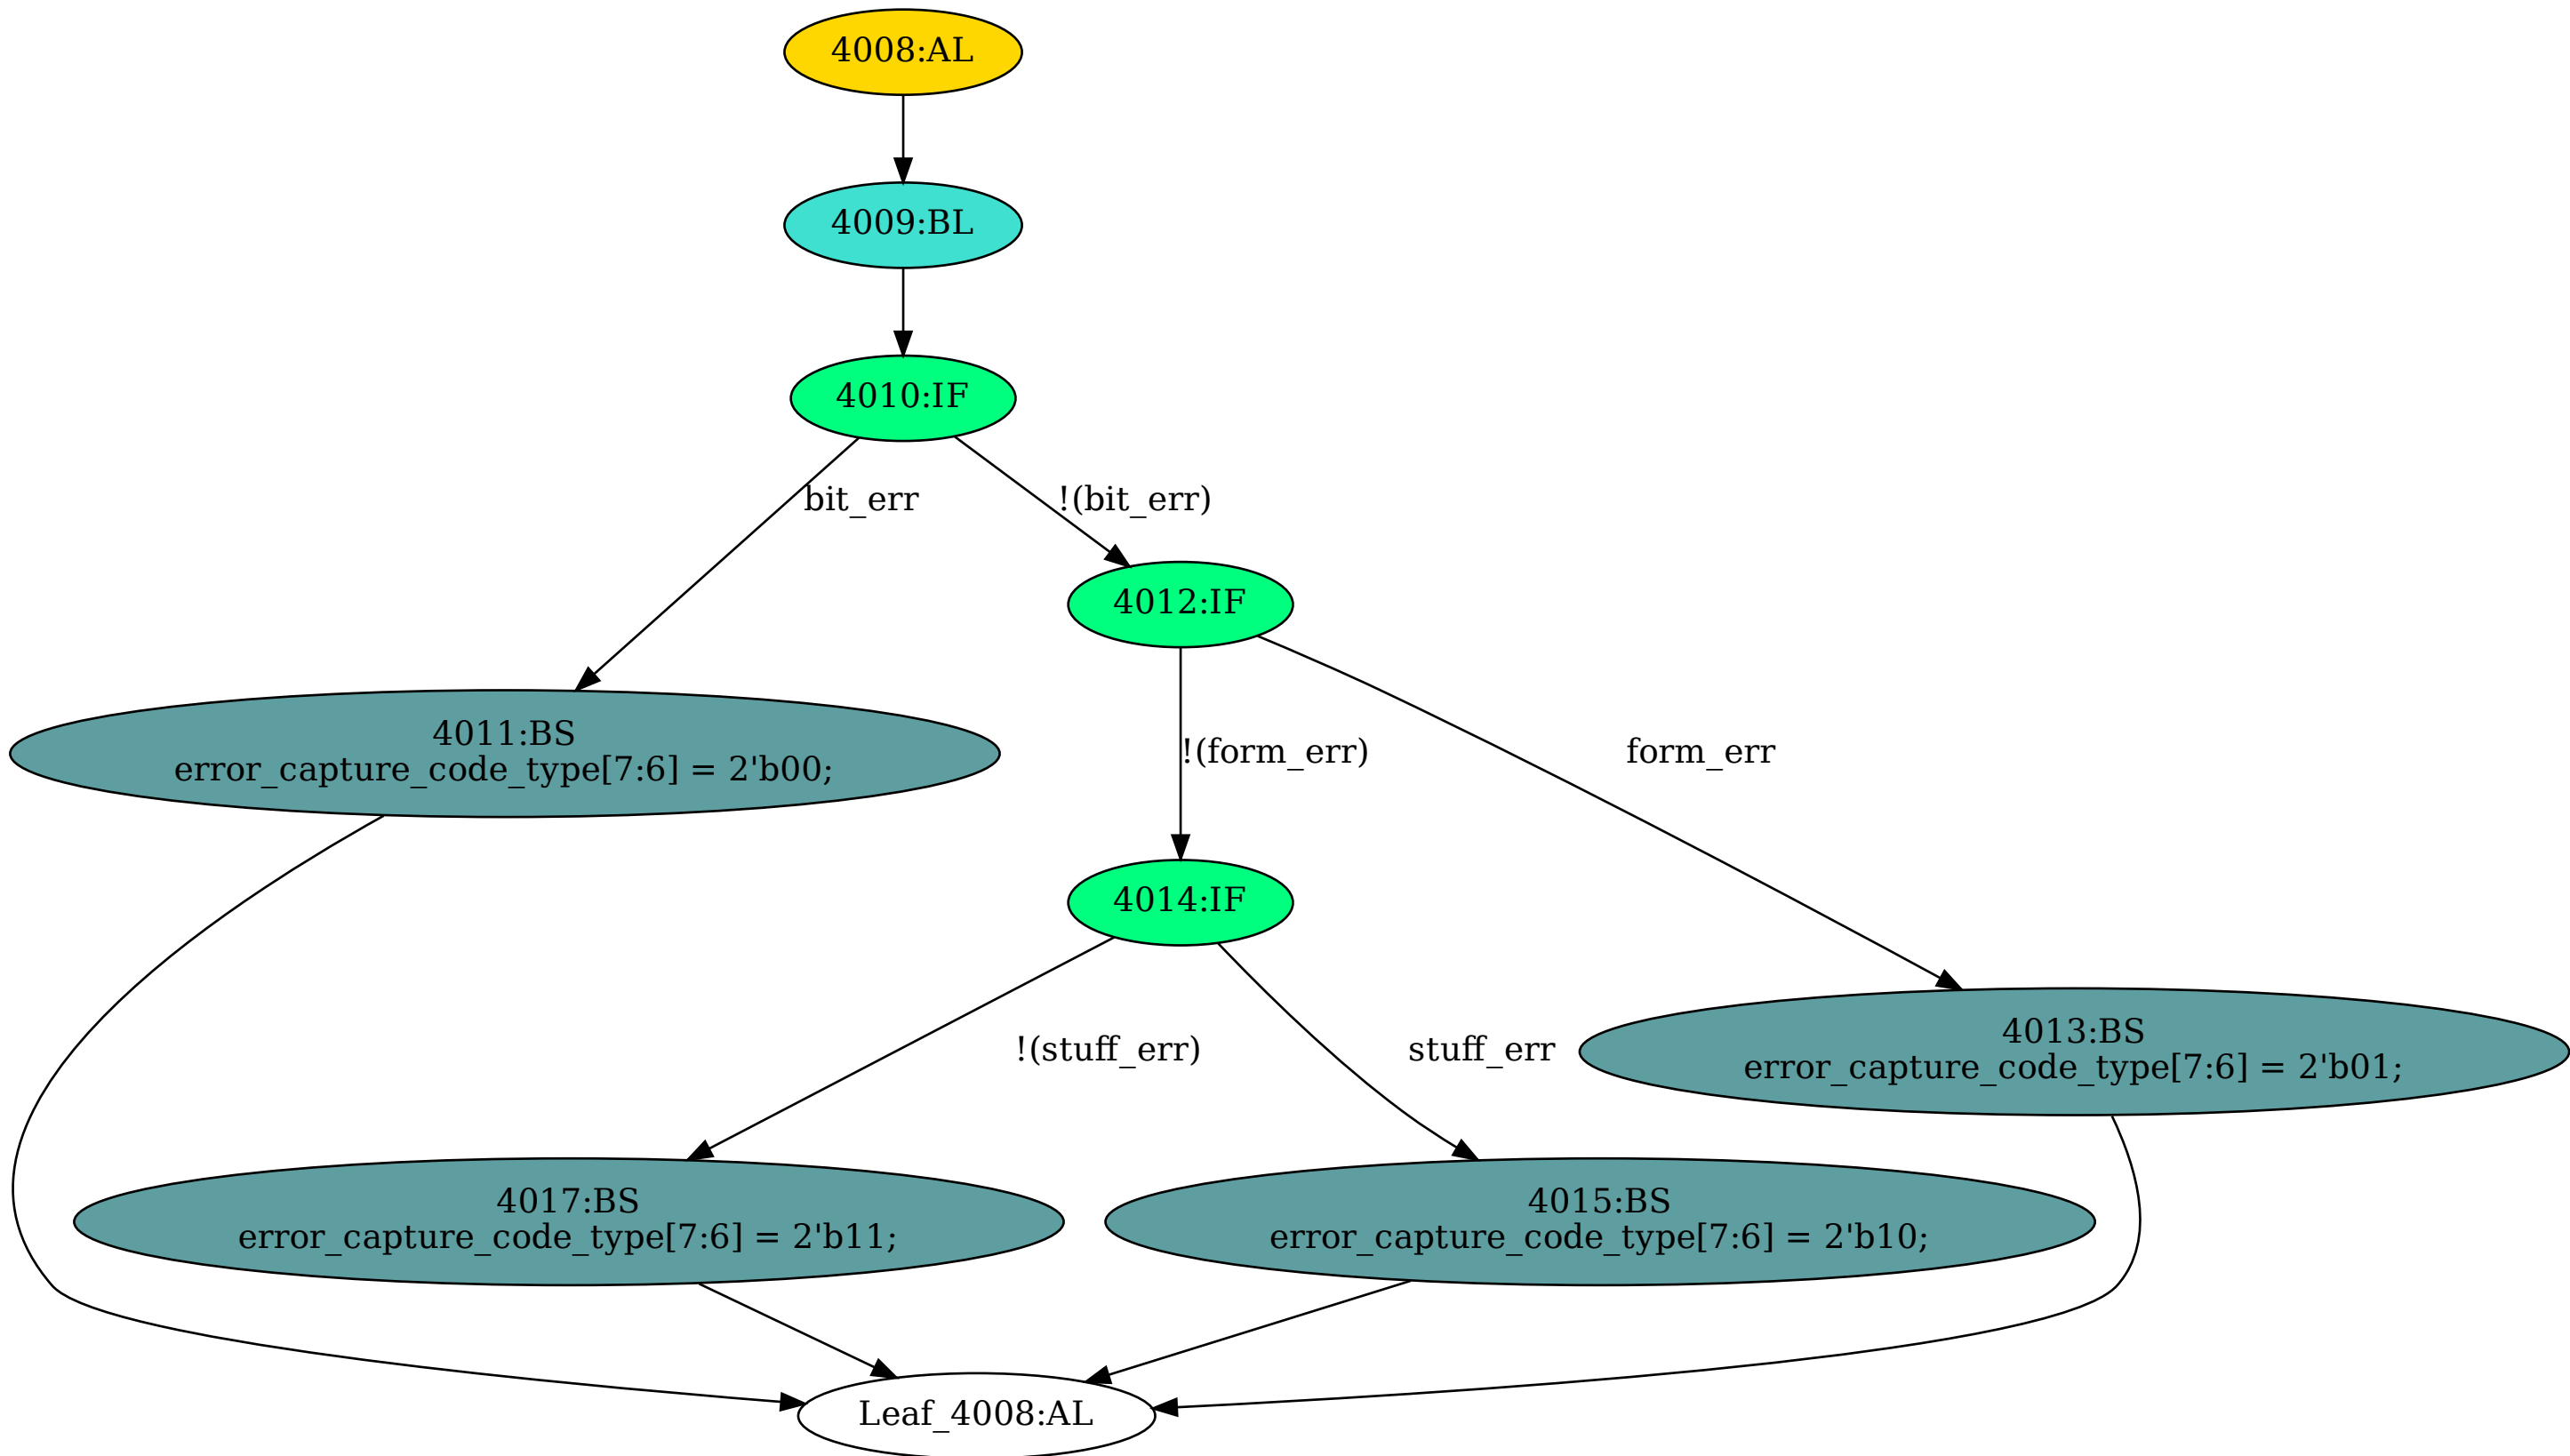 4008:AL
4009:BL
4010:IF
bit_err
!(bit_err)
4012:IF
4011:BS
error_capture_code_type[7:6] = 2'b00;
!(form_err)
form_err
4014:IF
!(stuff_err)
stuff_err
4013:BS
error_capture_code_type[7:6] = 2'b01;
4017:BS
error_capture_code_type[7:6] = 2'b11;
4015:BS
error_capture_code_type[7:6] = 2'b10;
Leaf_4008:AL